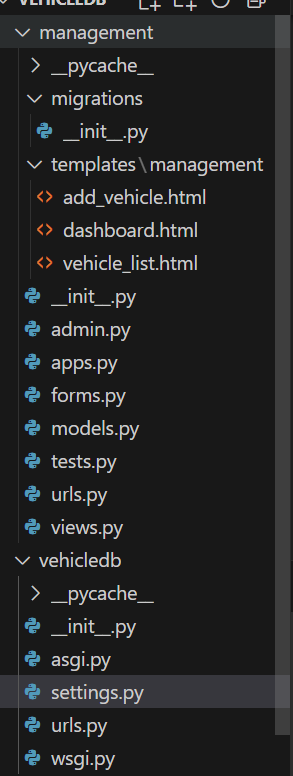 VEHICLEDB
management
__pycache__
migrations
__init__.py
templates\management
add_vehicle.html
dashboard.html
vehicle_list.html
__init__.py
admin.py
apps.py
forms.py
models.py
tests.py
urls.py
views.py
vehicledb
__pycache__
__init__.py
asgi.py
settings.py
urls.py
wsgi.py